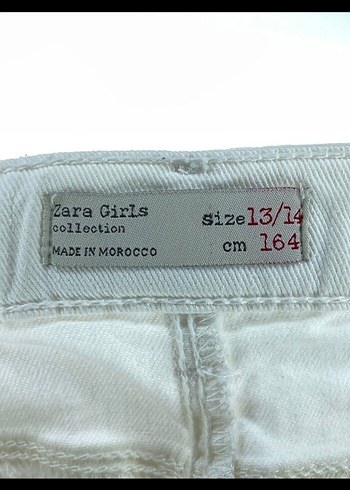 Zara Girls
collection
MADE IN MOROCCO
Size 13/14
cm 164